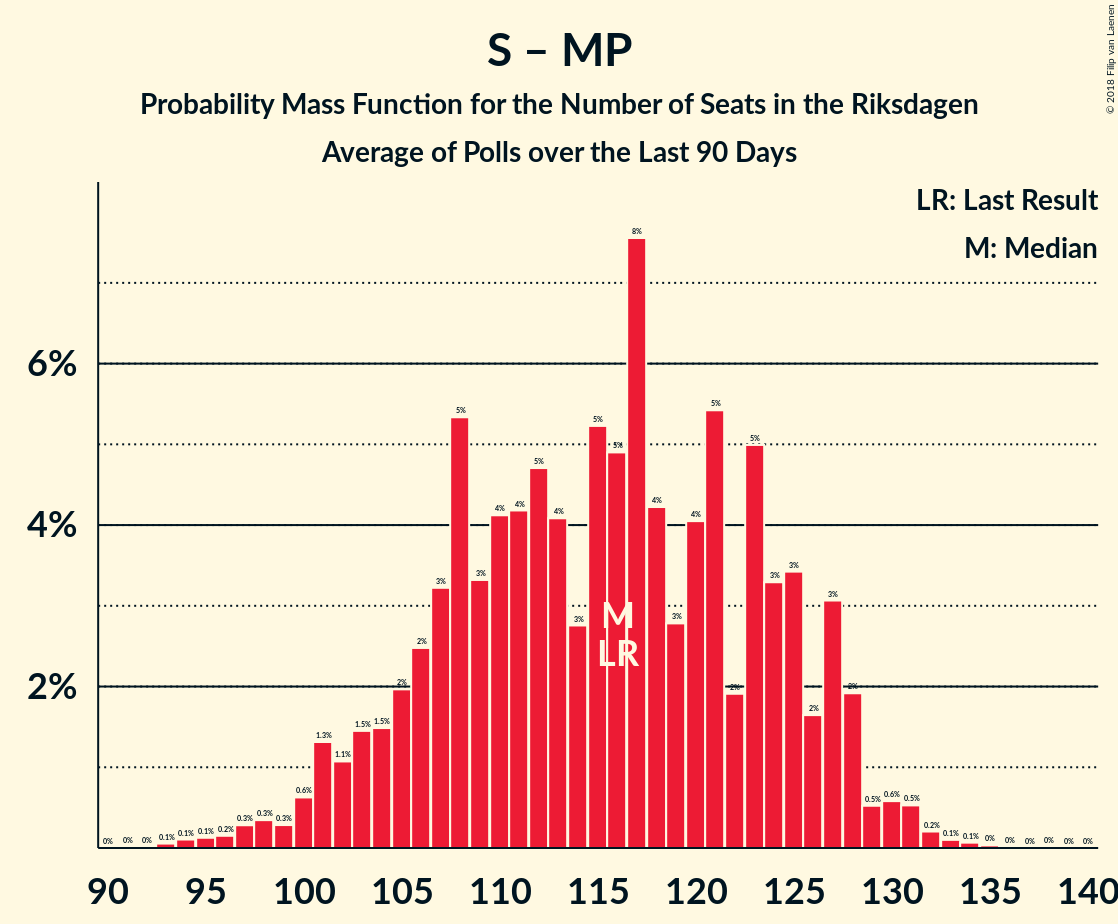 S – MP
Probability Mass Function for the Number of Seats in the Riksdagen
Average of Polls over the Last 90 Days
© 2018 Filip van Laenen
LR: Last Result
M: Median
6%
4%
2%
0% 0% 0% 0.1% 0.1% 0.1% 0.2% 0.3% 0.3% 0.3% 0.6% 1.3% 1.1% 1.5% 1.5% 2% 2% 3% 5% 3% 4% 4% 5% 4% 3% 5% 5% 8% 4% 3% 4% 5% 2% 5% 3% 3% 2% 3% 2% 0.5% 0.6% 0.5% 0.2% 0.1% 0.1% 0% 0% 0% 0% 0% 0%
M
LR
90 95 100 105 110 115 120 125 130 135 140